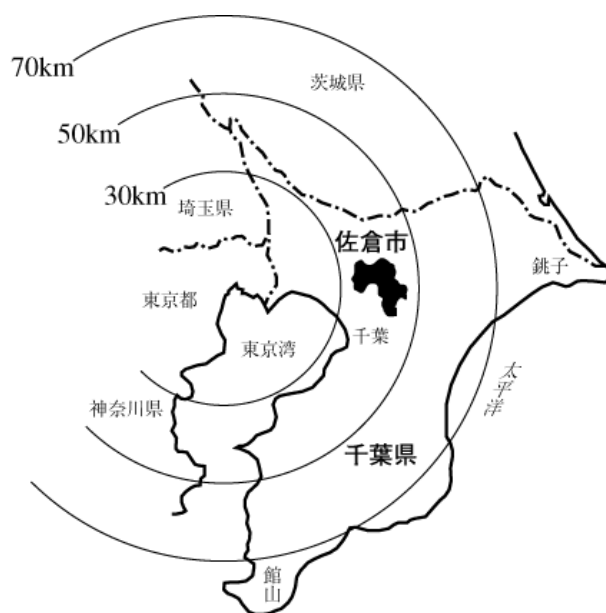 70km
茨城県
50km
30km
埼玉県
佐倉市
銚子
東京都
千葉
東京湾
太平洋
神奈川県
千葉県
館山